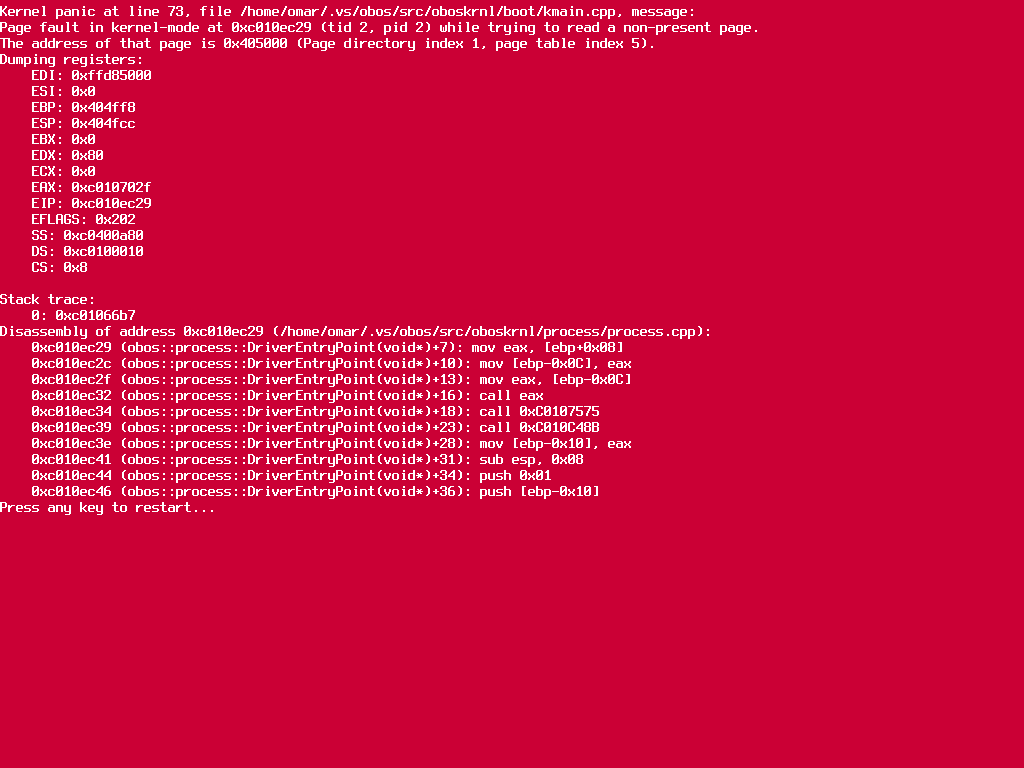 Kernel panic at line 73, file /home/omar/.vs/obos/src/oboskrnl/boot/kmain.cpp, message:
Page fault in kernel-mode at 0xc010ec29 (tid 2, pid 2) while trying to read a non-present page.
The address of that page is 0x405000 (Page directory index 1, page table index 5).
Dumping registers:
    EDI: 0xffd85000
    ESI: 0x0
    EBP: 0x404ff8
    ESP: 0x404fcc
    EBX: 0x0
    EDX: 0x80
    ECX: 0x0
    EAX: 0xc010702f
    EIP: 0xc010ec29
    EFLAGS: 0x202
    SS: 0xc0400a80
    DS: 0xc0100010
    CS: 0x8
Stack trace:
    0: 0xc01066b7
Disassembly of address 0xc010ec29 (/home/omar/.vs/obos/src/oboskrnl/process/process.cpp):
    0xc010ec29 (obos::process::DriverEntryPoint(void*)+7): mov eax, [ebp+0x08]
    0xc010ec2c (obos::process::DriverEntryPoint(void*)+10): mov [ebp-0x0C], eax
    0xc010ec2f (obos::process::DriverEntryPoint(void*)+13): mov eax, [ebp-0x0C]
    0xc010ec32 (obos::process::DriverEntryPoint(void*)+16): call eax
    0xc010ec34 (obos::process::DriverEntryPoint(void*)+18): call 0xC0107575
    0xc010ec39 (obos::process::DriverEntryPoint(void*)+23): call 0xC010C48B
    0xc010ec3e (obos::process::DriverEntryPoint(void*)+28): mov [ebp-0x10], eax
    0xc010ec41 (obos::process::DriverEntryPoint(void*)+31): sub esp, 0x08
    0xc010ec44 (obos::process::DriverEntryPoint(void*)+34): push 0x01
    0xc010ec46 (obos::process::DriverEntryPoint(void*)+36): push [ebp-0x10]
Press any key to restart...